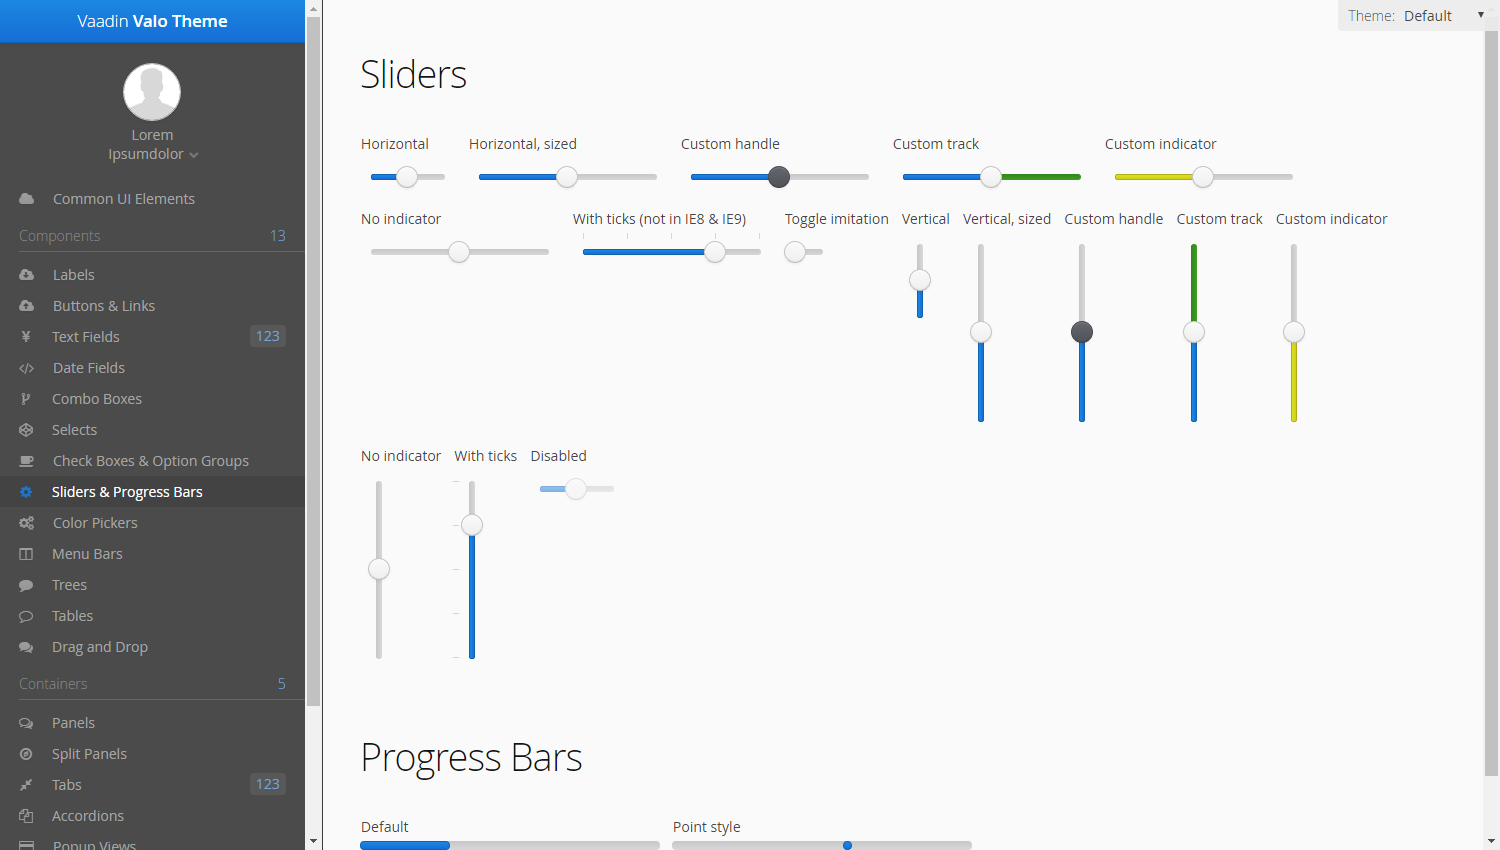 Vaadin Valo Theme
Lorem
Ipsumdolor
Common UI Elements
Components 13
Labels
Buttons & Links
Text Fields 123
Date Fields
Combo Boxes
Selects
Check Boxes & Option Groups
Sliders & Progress Bars
Color Pickers
Menu Bars
Trees
Tables
Drag and Drop
Containers 5
Panels
Split Panels
Tabs 123
Accordions
Popup Views
Theme: Default
Sliders
Horizontal Horizontal, sized Custom handle Custom track Custom indicator
No indicator With ticks (not in IE8 & IE9) Toggle imitation Vertical Vertical, sized Custom handle Custom track Custom indicator
No indicator With ticks Disabled
Progress Bars
Default Point style